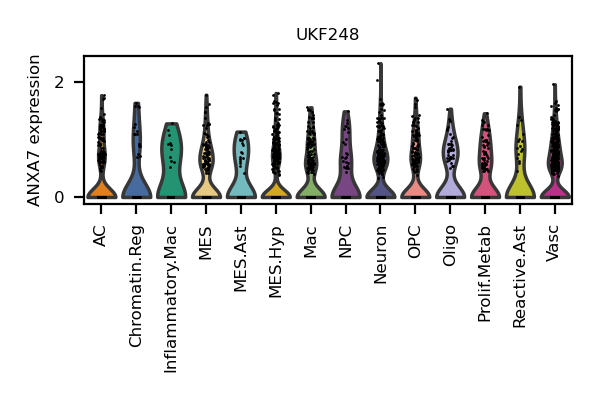 UKF248
ANXA7 expression
2
0
AC
Chromatin.Reg
Inflammatory.Mac
MES
MES.Ast
MES.Hyp
Mac
NPC
Neuron
OPC
Oligo
Prolif.Metab
Reactive.Ast
Vasc